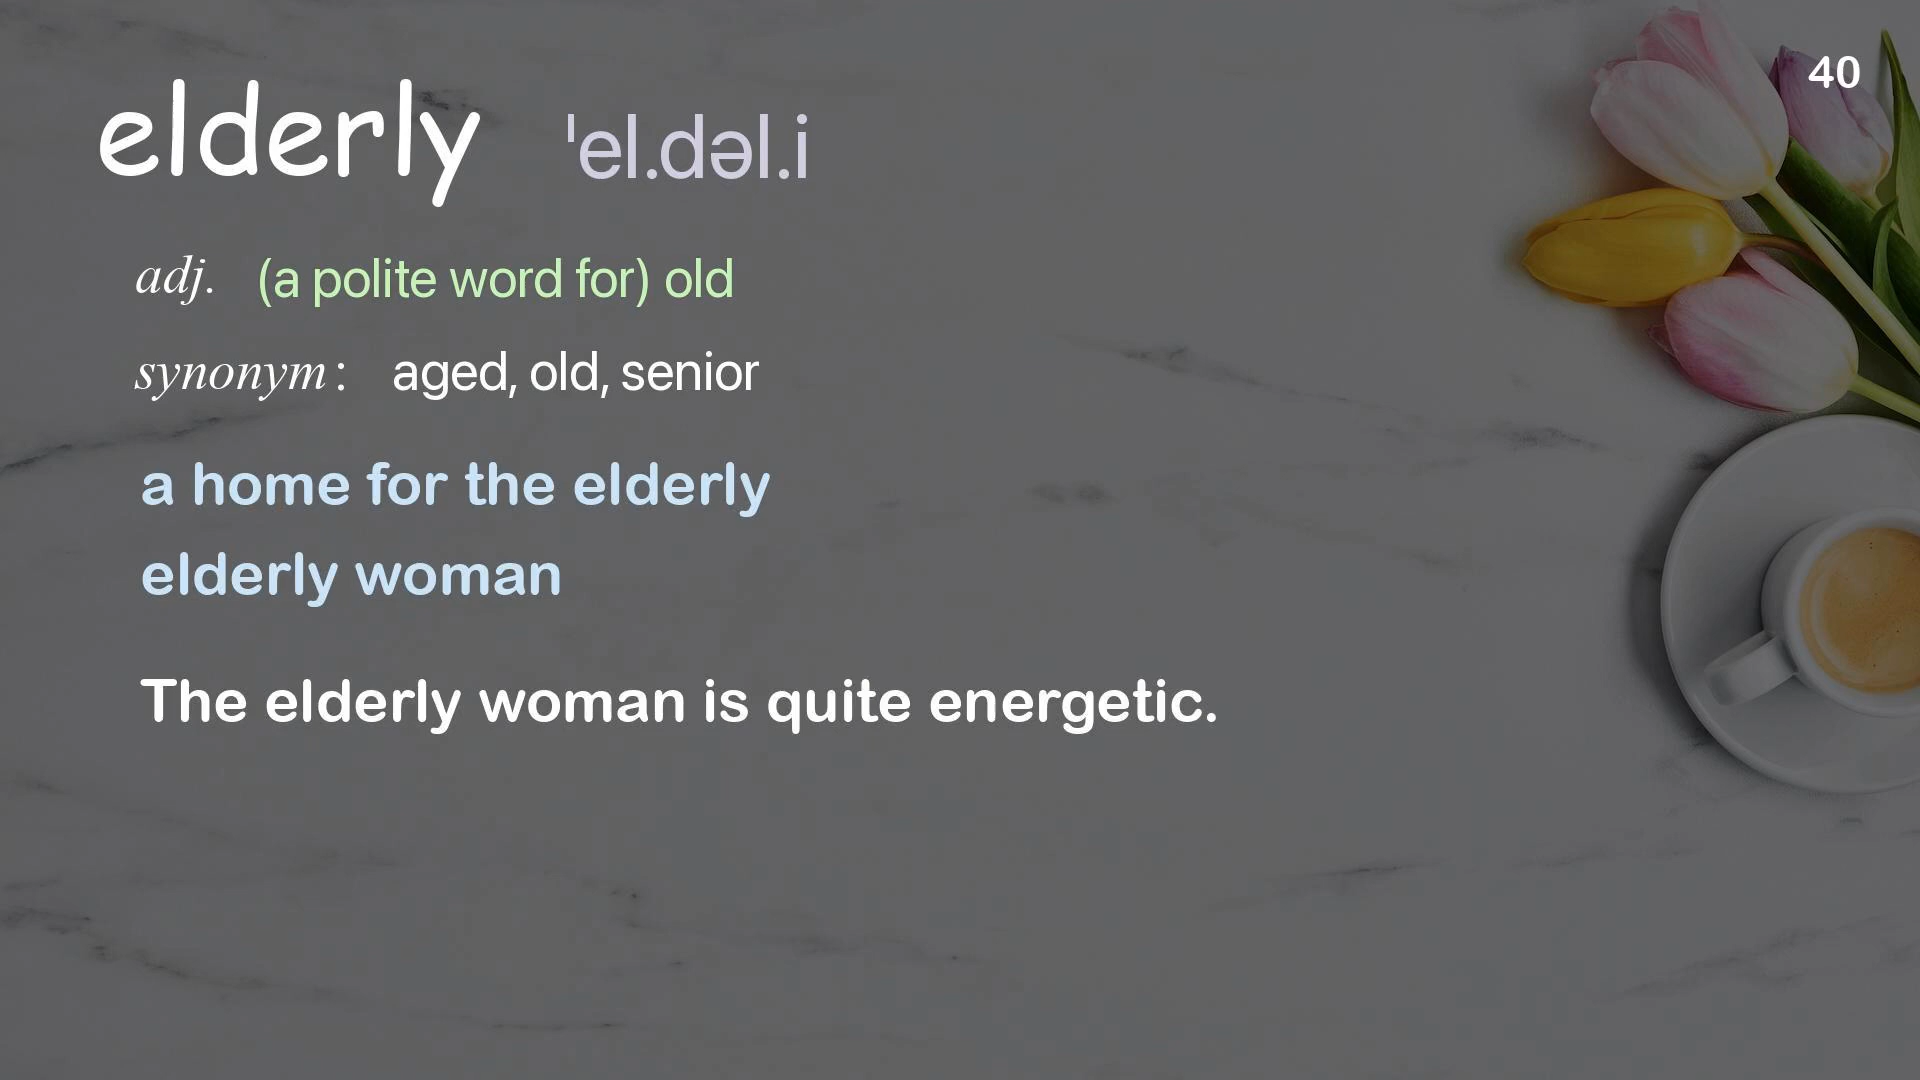 40
elderly ˈel.dəl.i
adj. (a polite word for) old
synonym : aged, old, senior
a home for the elderly
elderly woman
The elderly woman is quite energetic.